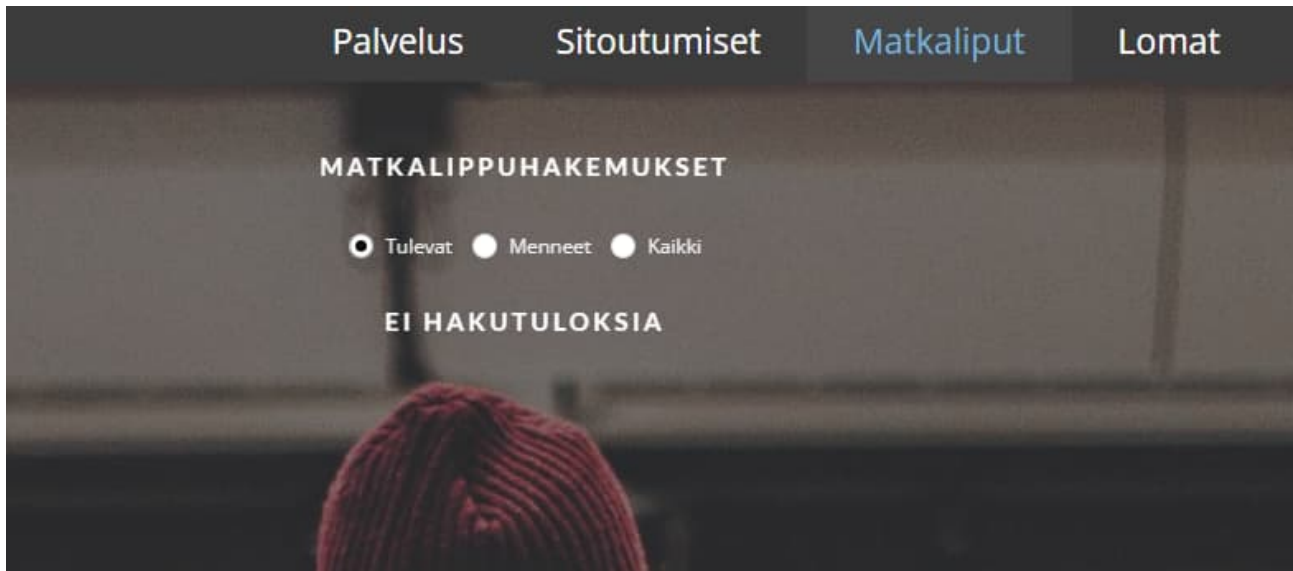 Palvelus Sitoutumiset Matkaliput Lomat
MATKALIPPUHAKEMUKSET
Tulevat Menneet Kaikki
EI HAKUTULOKSIA